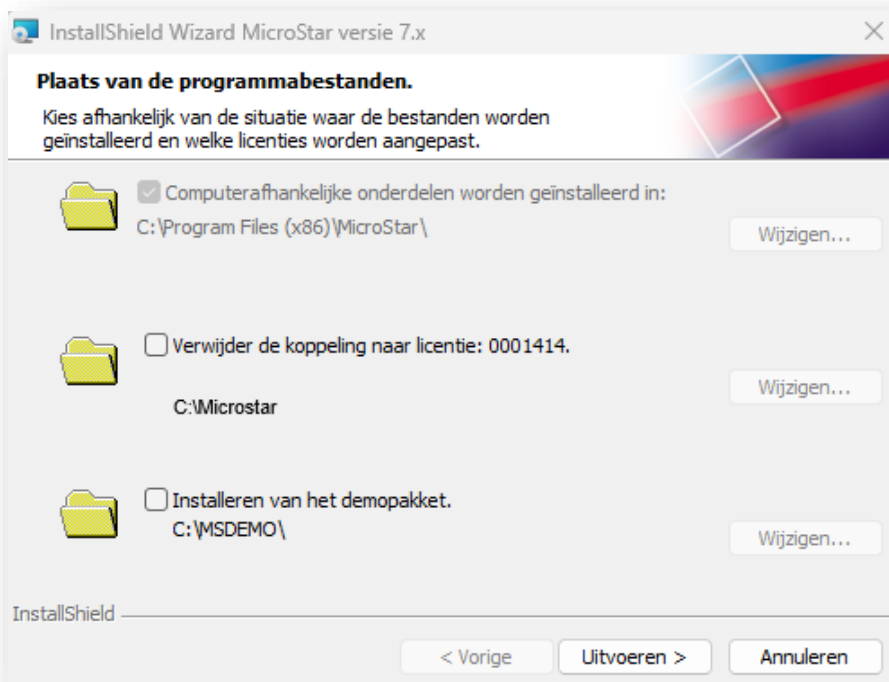 InstallShield Wizard MicroStar versie 7.x
Plaats van de programmabestanden.
Kies afhankelijk van de situatie waar de bestanden worden
geïnstalleerd en welke licenties worden aangepast.
Computerafhankelijke onderdelen worden geïnstalleerd in:
C:\Program Files (x86)\MicroStar\
Wijzigen...
Verwijder de koppeling naar licentie: 0001414.
Wijzigen...
C:\Microstar
Installeren van het demopakket.
C:\MSDEMO\
Wijzigen...
InstallShield
< Vorige
Uitvoeren >
Annuleren